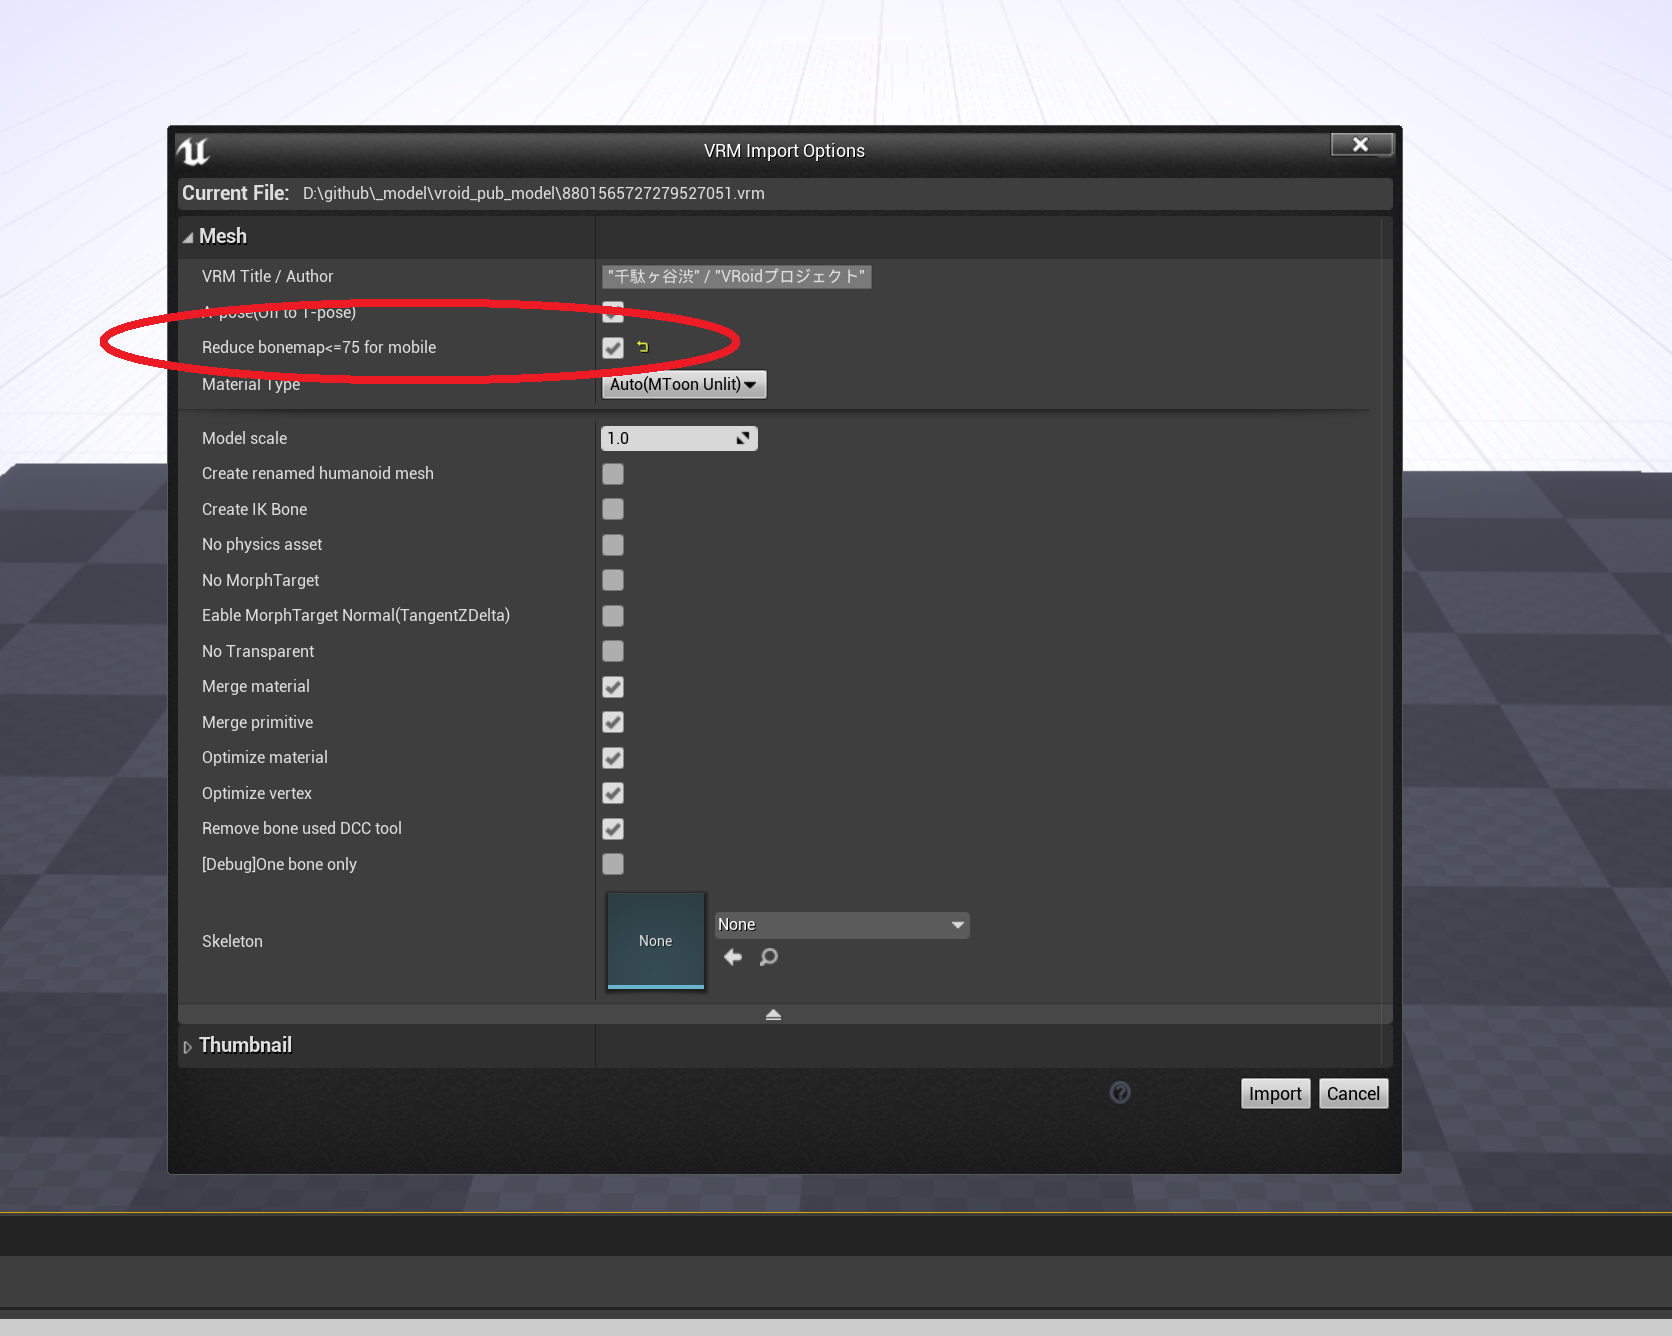 VRM Import Options
Current File: D:\github\_model\vroid_pub_model\8801565727279527051.vrm
Mesh
VRM Title / Author "千駄ヶ谷渋" / "VRoidプロジェクト"
A-pose(Off to T-pose)
Reduce bonemap<=75 for mobile
Material Type Auto(MToon Unlit)
Model scale 1.0
Create renamed humanoid mesh
Create IK Bone
No physics asset
No MorphTarget
Eable MorphTarget Normal(TangentZDelta)
No Transparent
Merge material
Merge primitive
Optimize material
Optimize vertex
Remove bone used DCC tool
[Debug]One bone only
None
Skeleton None
Thumbnail
Import Cancel